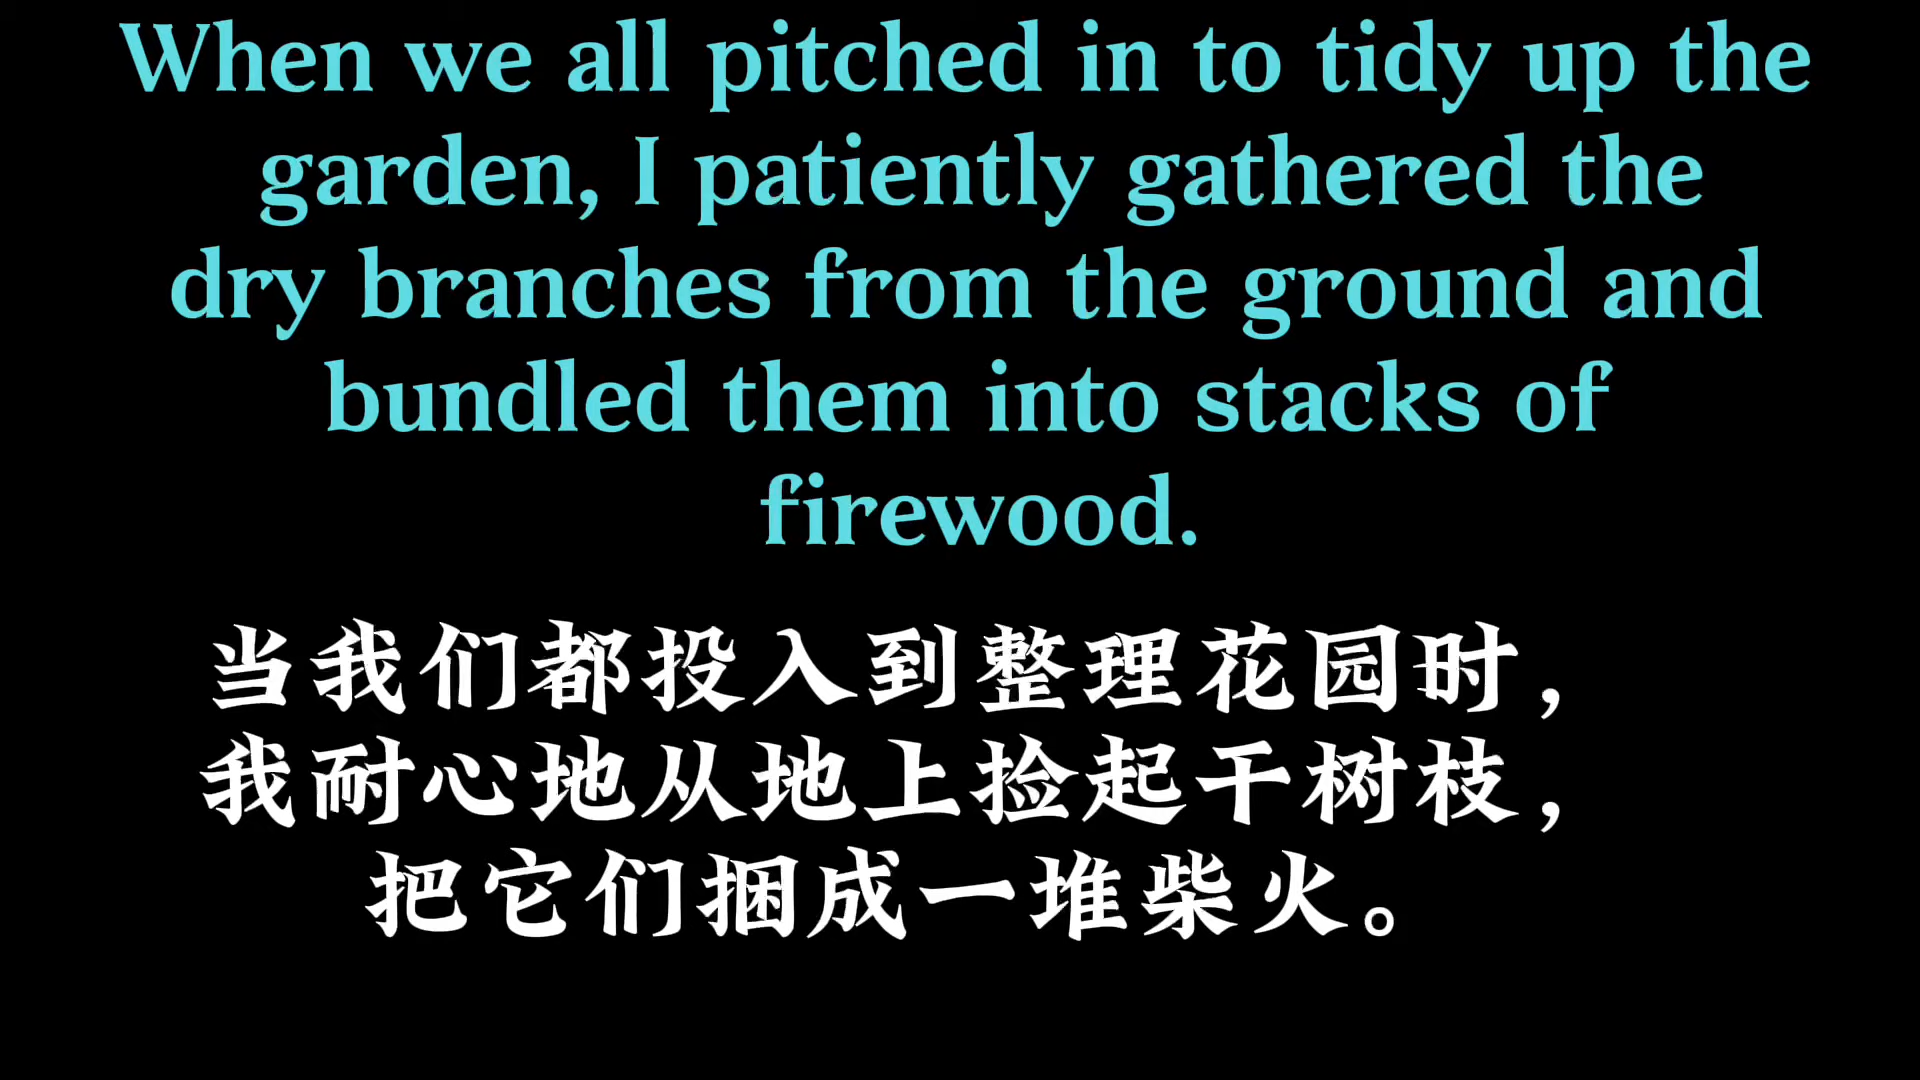 When we all pitched in to tidy up the
garden, I patiently gathered the
dry branches from the ground and
bundled them into stacks of
firewood.
当我们都投入到整理花园时，
我耐心地从地上捡起干树枝，
把它们捆成一堆柴火。